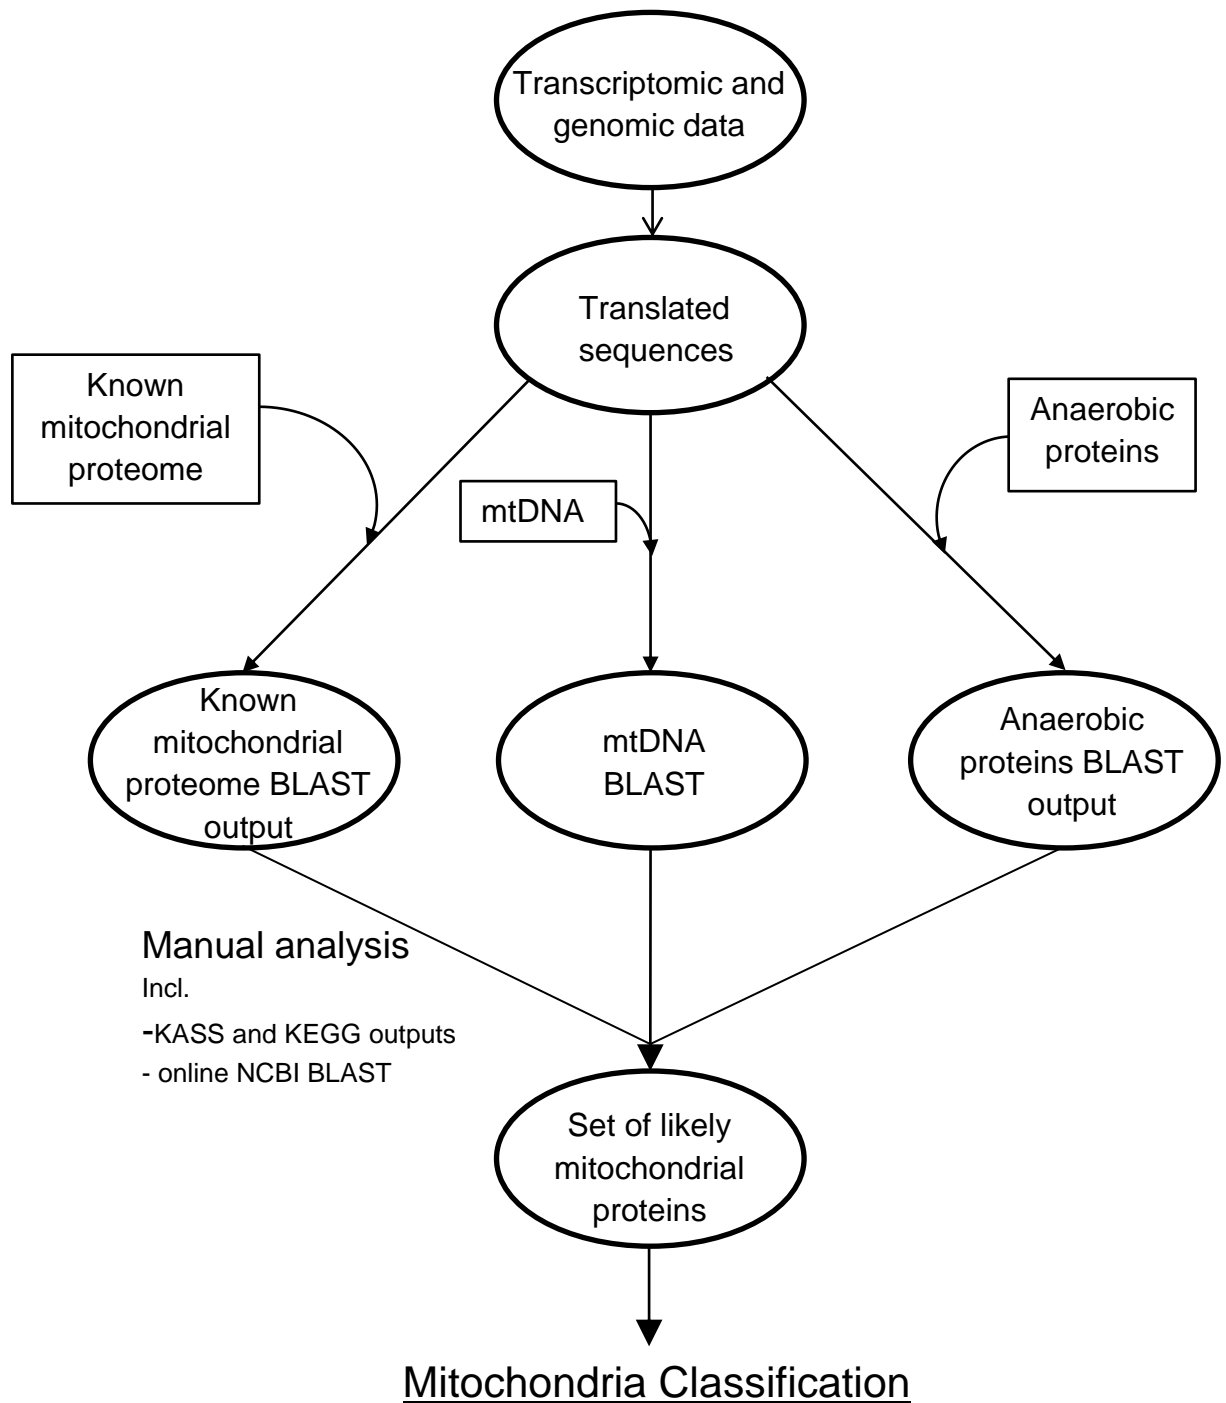 Transcriptomic and
genomic data
Translated
sequences
Known
mitochondrial
proteome
mtDNA
Anaerobic
proteins
Known
mitochondrial
proteome BLAST
output
mtDNA
BLAST
Anaerobic
proteins BLAST
output
Manual analysis
Incl.
-KASS and KEGG outputs
- online NCBI BLAST
Set of likely
mitochondrial
proteins
Mitochondria Classification